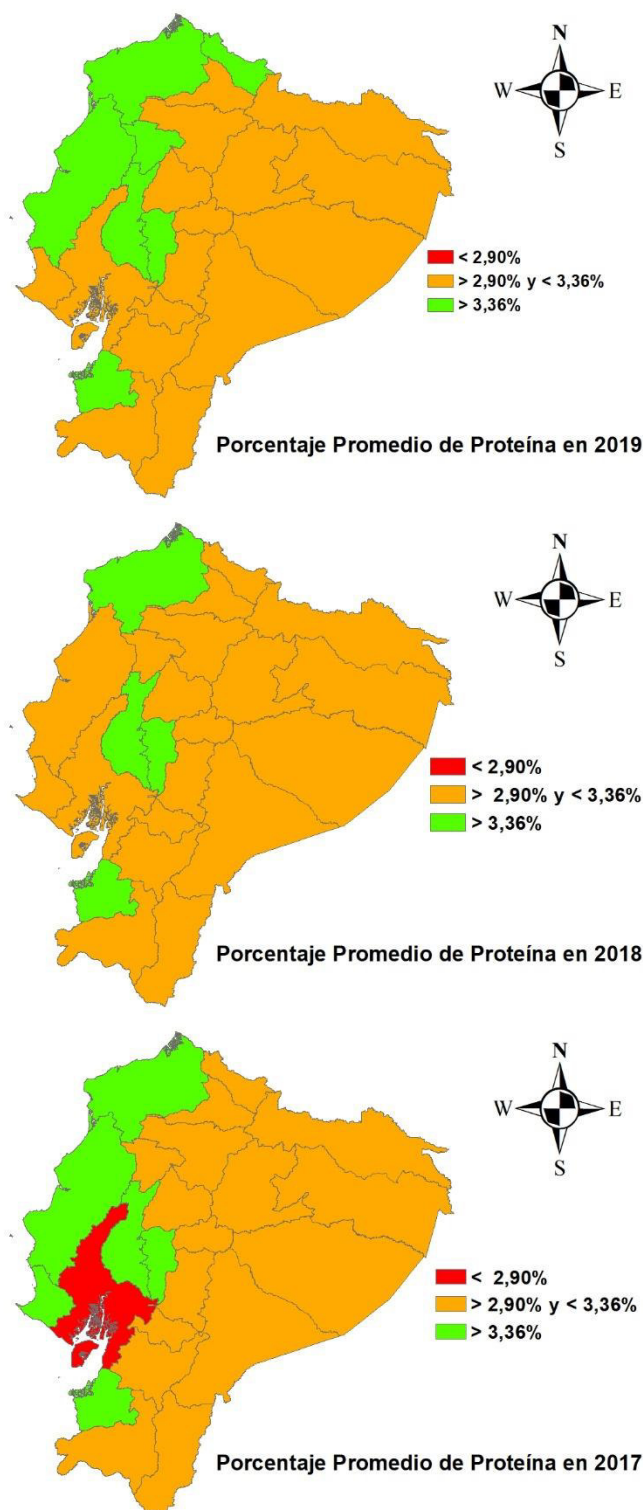 N
W E
S
< 2,90%
> 2,90% y < 3,36%
> 3,36%
Porcentaje Promedio de Proteína en 2019
N
W E
S
< 2,90%
> 2,90% y < 3,36%
> 3,36%
Porcentaje Promedio de Proteína en 2018
N
W E
S
< 2,90%
> 2,90% y < 3,36%
> 3,36%
Porcentaje Promedio de Proteína en 2017